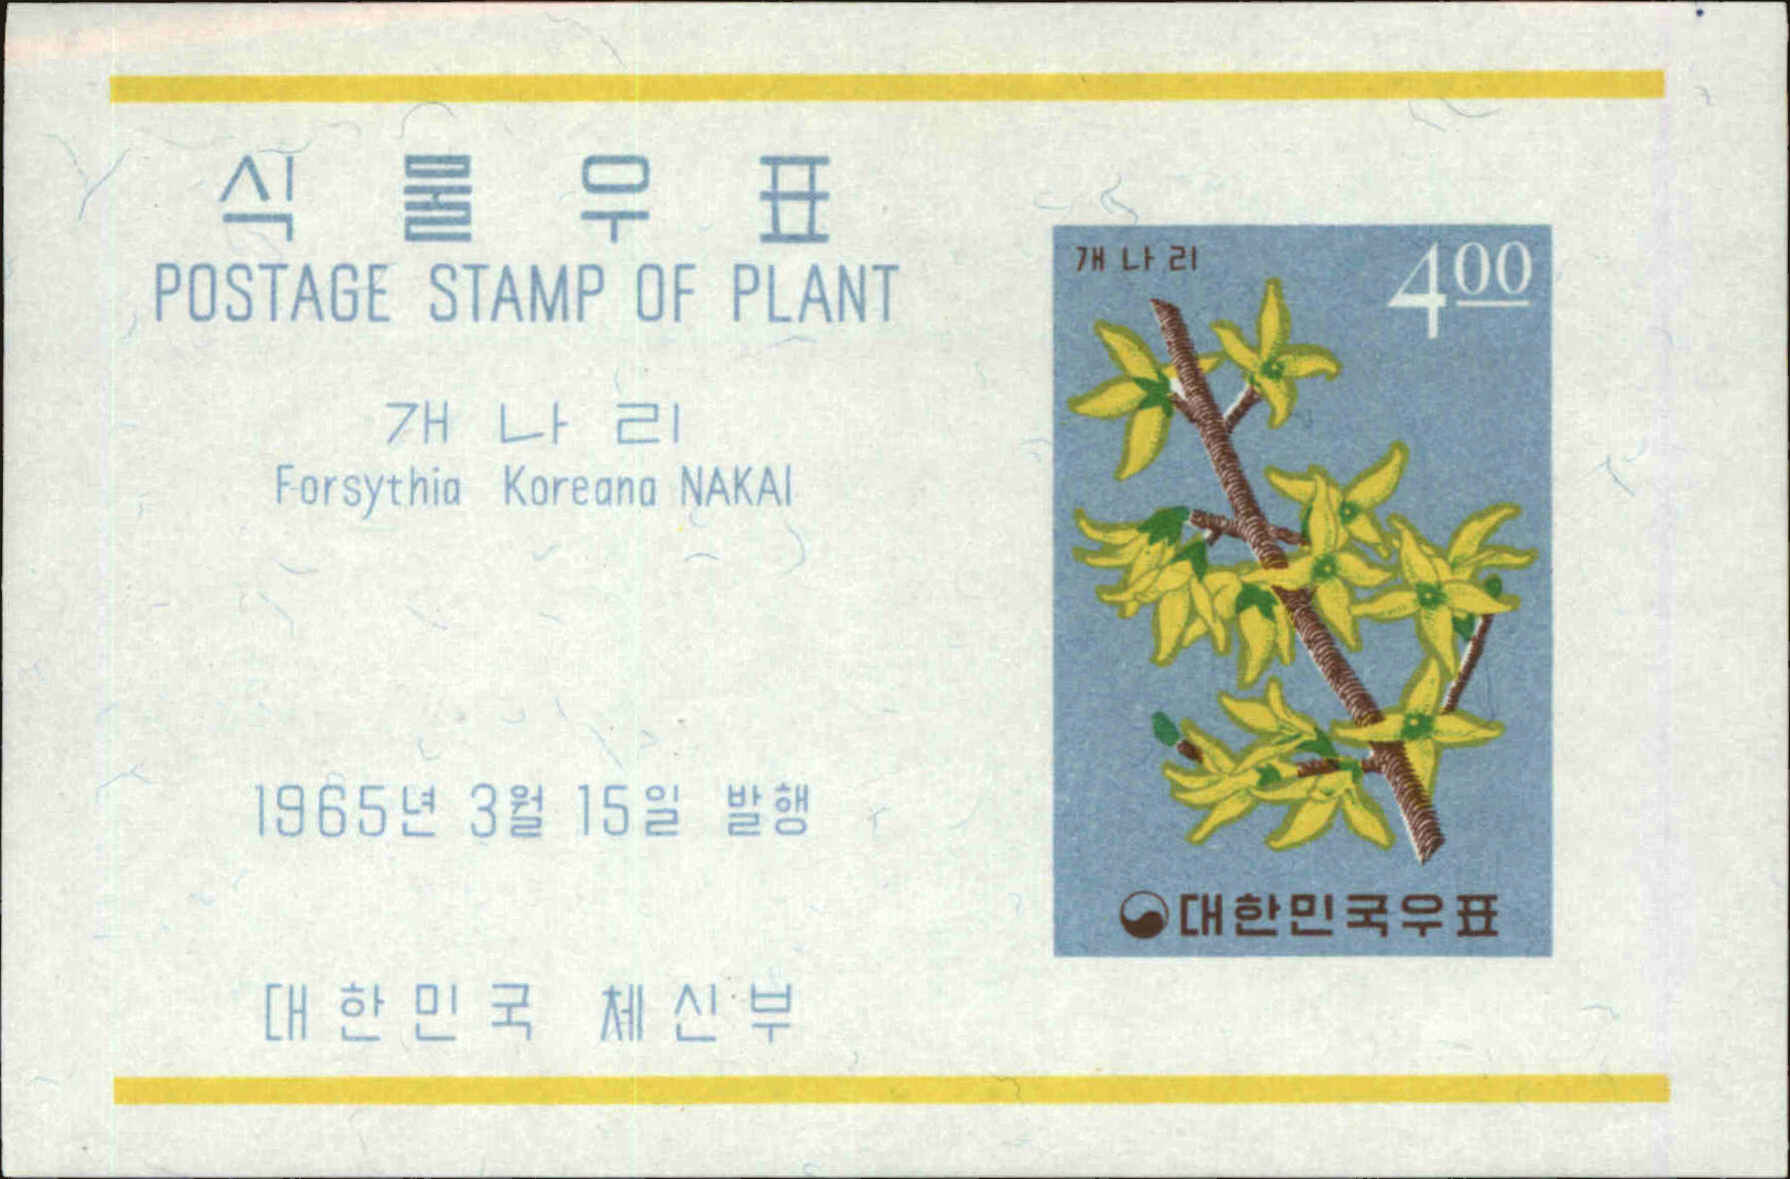 식 물 우 표
POSTAGE STAMP OF PLANT
개 나 리
Forsythia Koreana NAKAI
1965년 3월 15일 발행
대 한 민 국 체 신 부
개 나 리
4 00
대한민국우표